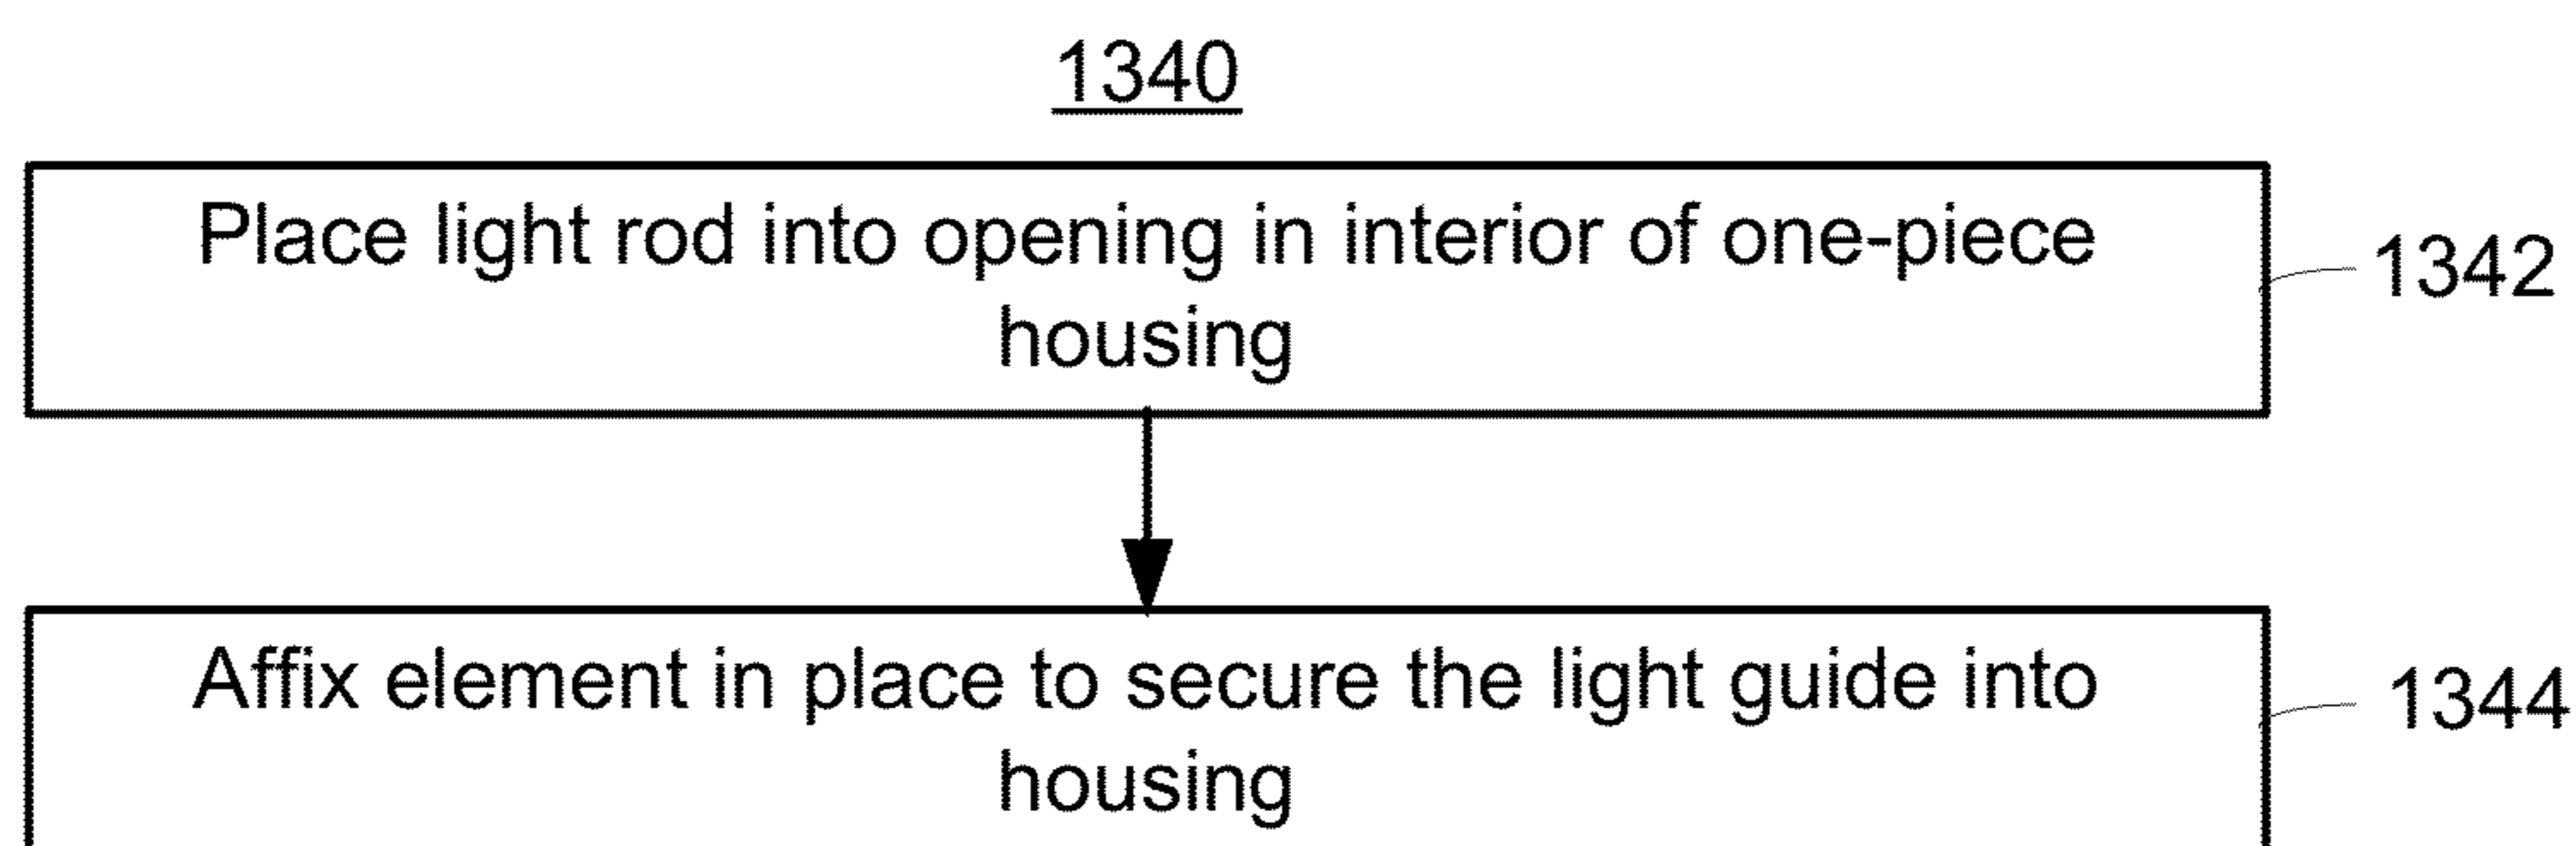 1340
Place light rod into opening in interior of one-piece
housing
1342
Affix element in place to secure the light guide into
housing
1344